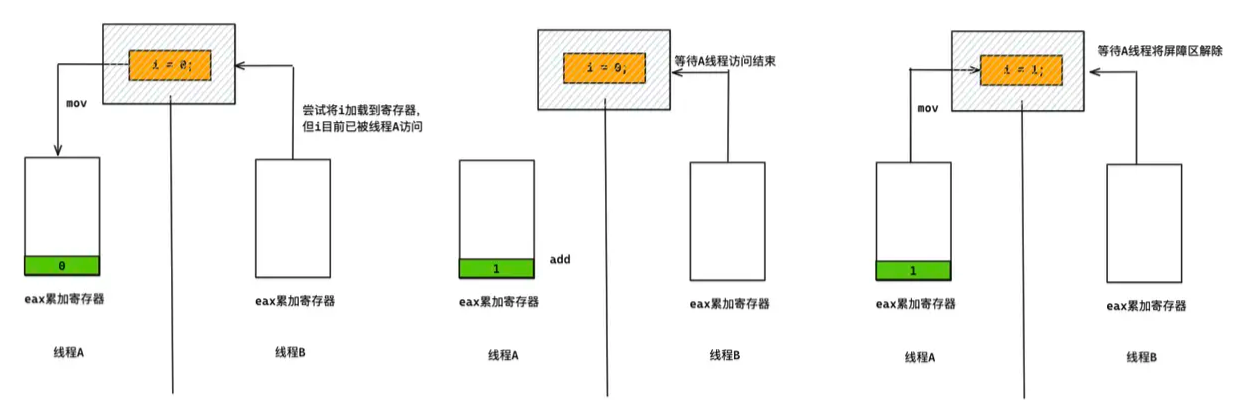 i = 0;
mov
尝试将i加载到寄存器，
但i目前已被线程A访问
0
eax累加寄存器
eax累加寄存器
线程A
线程B
i = 0;
等待A线程访问结束
1
add
eax累加寄存器
eax累加寄存器
线程A
线程B
i = 1;
等待A线程将屏障区解除
mov
1
eax累加寄存器
eax累加寄存器
线程A
线程B